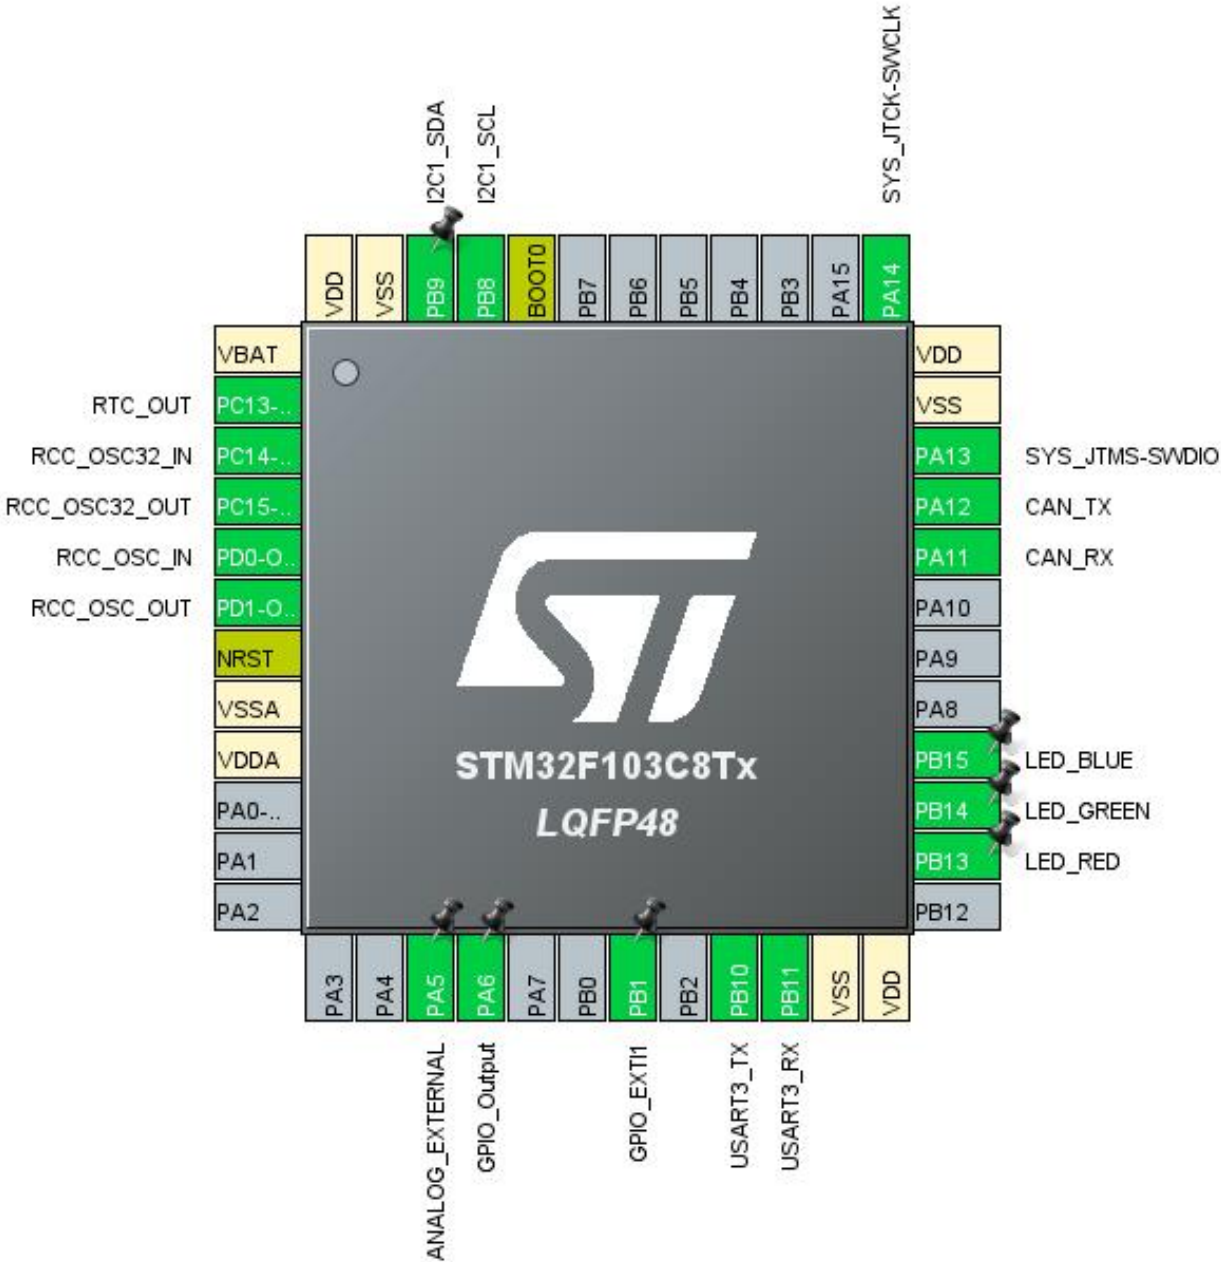 SYS_JTCK-SWCLK
I2C1_SDA
I2C1_SCL
VDD
VSS
PB9
PB8
BOOT0
PB7
PB6
PB5
PB4
PB3
PA15
PA14
VBAT
VDD
RTC_OUT
PC13-..
VSS
RCC_OSC32_IN
PC14-..
PA13
SYS_JTMS-SWDIO
RCC_OSC32_OUT
PC15-..
PA12
CAN_TX
RCC_OSC_IN
PD0-O..
PA11
CAN_RX
RCC_OSC_OUT
PD1-O..
PA10
NRST
PA9
VSSA
PA8
VDDA
PB15
LED_BLUE
PA0-..
PB14
LED_GREEN
PA1
PB13
LED_RED
PA2
PB12
ST
STM32F103C8Tx
LQFP48
PA3
PA4
PA5
PA6
PA7
PB0
PB1
PB2
PB10
PB11
VSS
VDD
ANALOG_EXTERNAL
GPIO_Output
GPIO_EXTI1
USART3_TX
USART3_RX